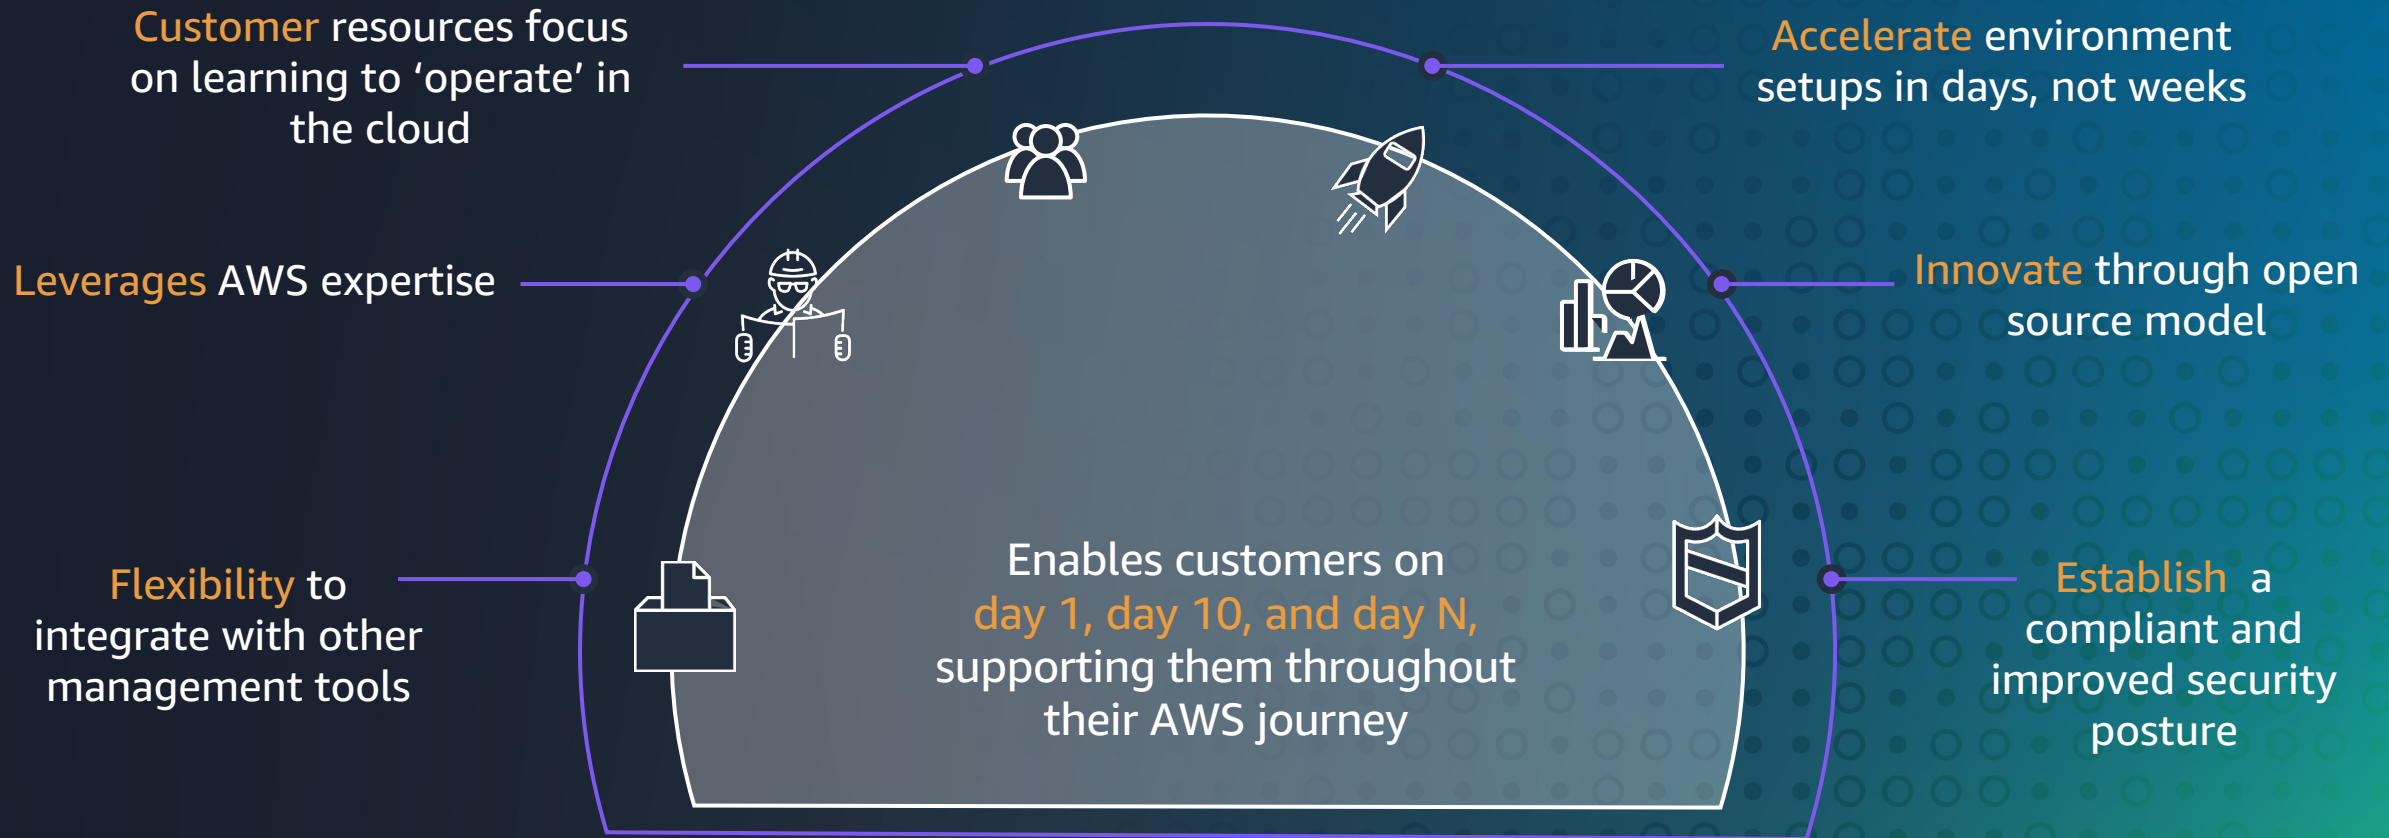 Customer resources focus
on learning to ‘operate’ in
the cloud
Leverages AWS expertise
Flexibility to
integrate with other
management tools
Enables customers on
day 1, day 10, and day N,
supporting them throughout
their AWS journey
Accelerate environment
setups in days, not weeks
Innovate through open
source model
Establish a
compliant and
improved security
posture